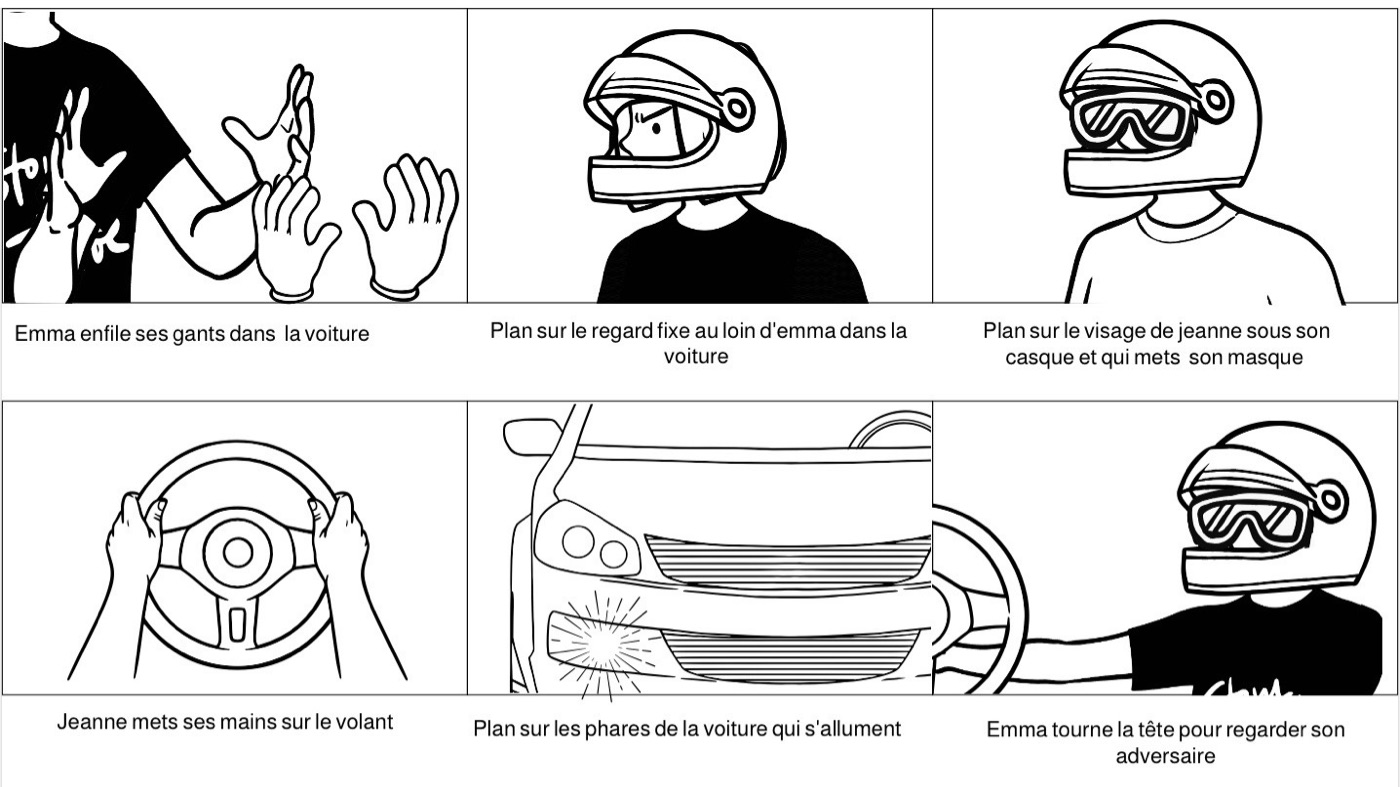 Emma enfile ses gants dans  la voiture
Plan sur le regard fixe au loin d'emma dans la
voiture
Plan sur le visage de jeanne sous son
casque et qui mets  son masque
Jeanne mets ses mains sur le volant
Plan sur les phares de la voiture qui s'allument
Emma tourne la tête pour regarder son
adversaire